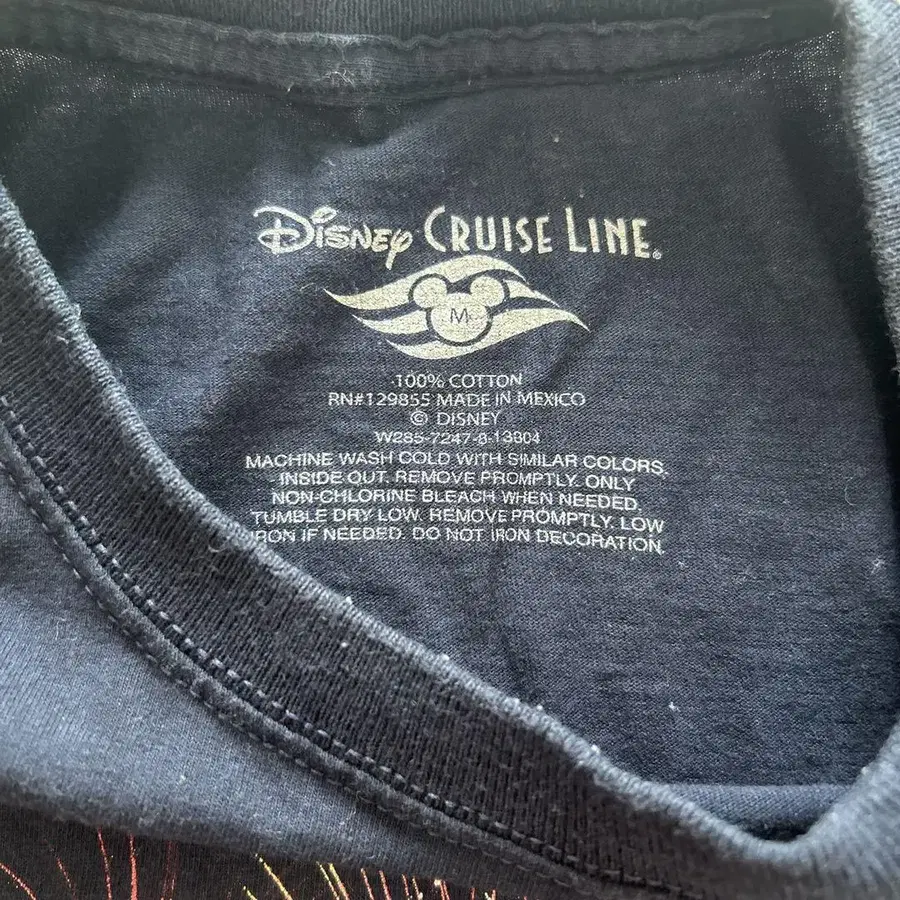 Disney CRUISE LINE®
M
100% COTTON
RN#129855 MADE IN MEXICO
© DISNEY
W285-7247-8-13804
MACHINE WASH COLD WITH SIMILAR COLORS.
INSIDE OUT. REMOVE PROMPTLY. ONLY
NON-CHLORINE BLEACH WHEN NEEDED.
TUMBLE DRY LOW. REMOVE PROMPTLY. LOW
IRON IF NEEDED. DO NOT IRON DECORATION.